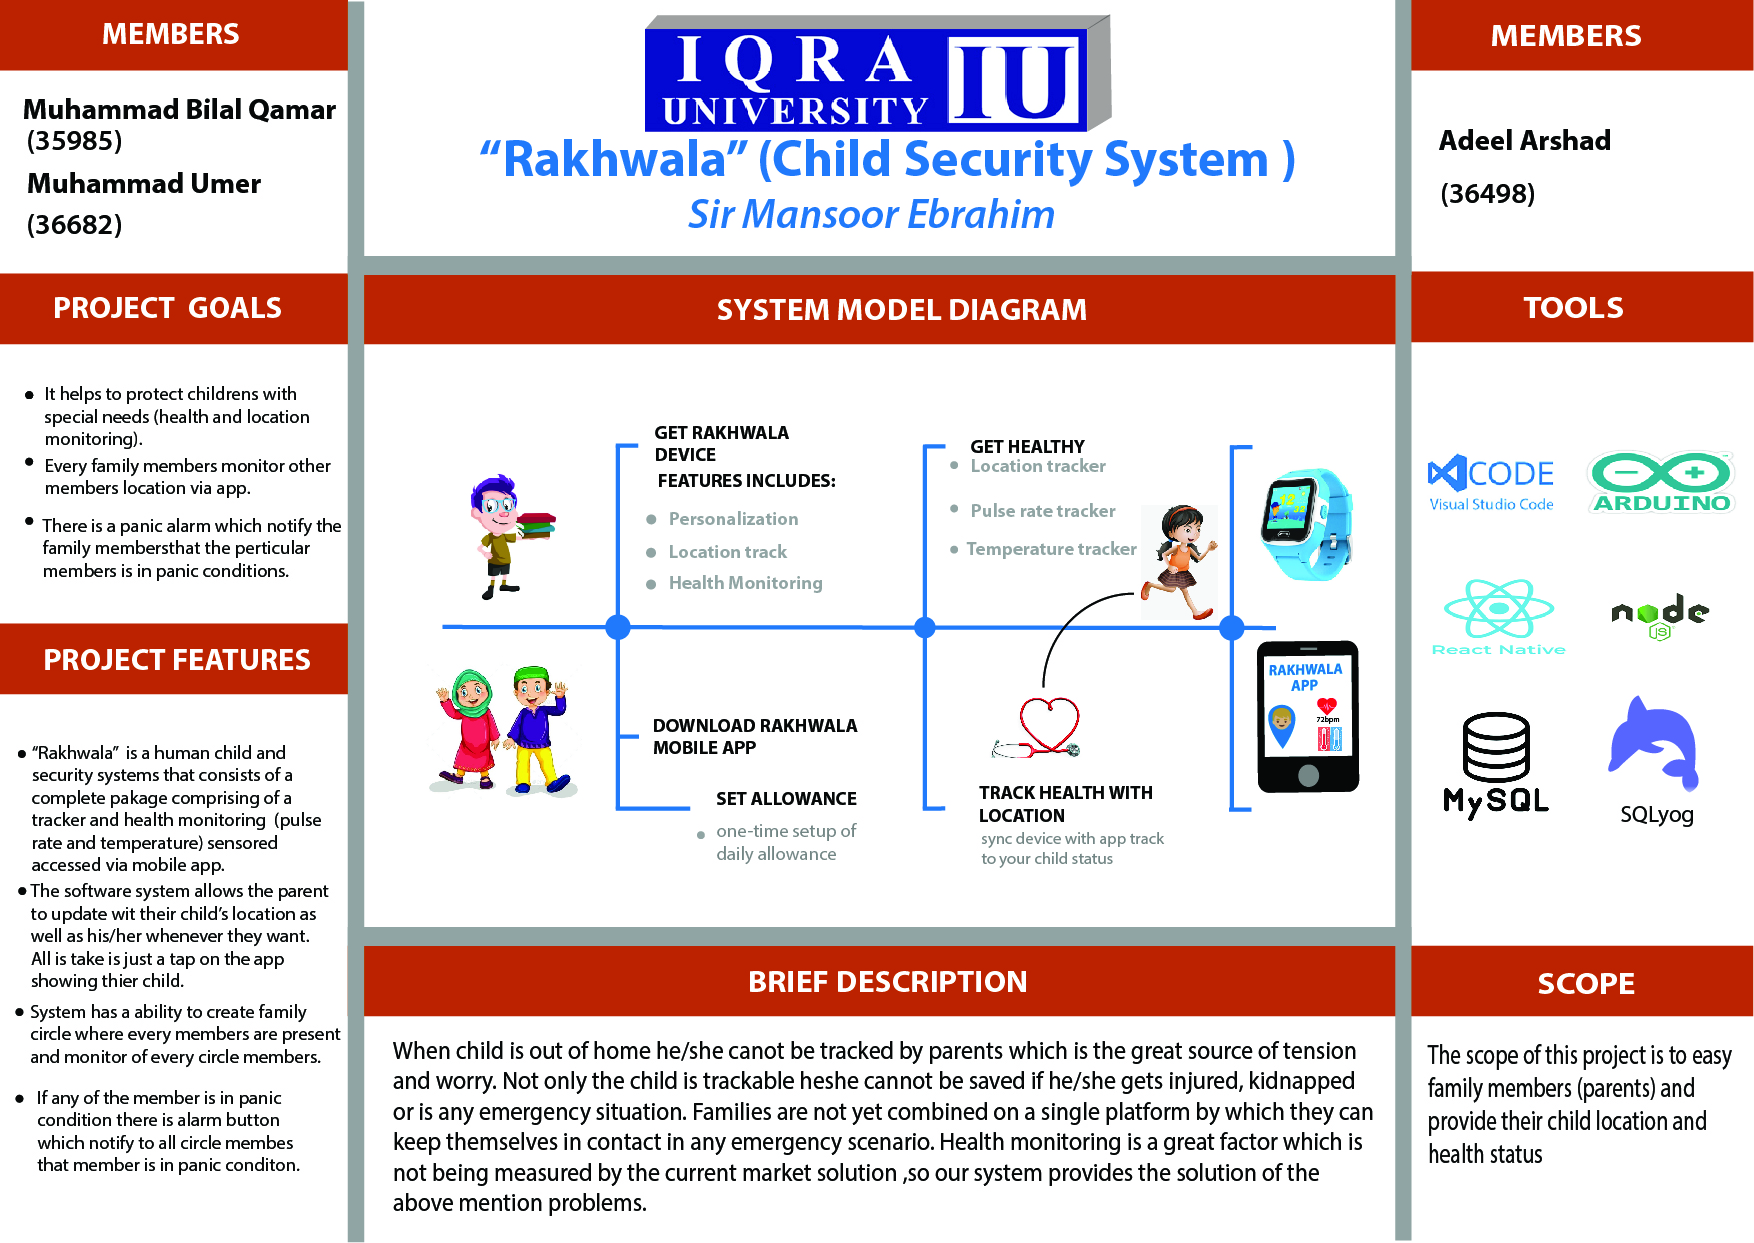 MEMBERS
Muhammad Bilal Qamar
(35985)
Muhammad Umer
(36682)
IQRA
UNIVERSITY
IU
“Rakhwala” (Child Security System )
Sir Mansoor Ebrahim
MEMBERS
Adeel Arshad
(36498)
PROJECT GOALS
• It helps to protect childrens with
special needs (health and location
monitoring).
• Every family members monitor other
members location via app.
• There is a panic alarm which notify the
family membersthat the perticular
members is in panic conditions.
PROJECT FEATURES
• “Rakhwala” is a human child and
security systems that consists of a
complete pakage comprising of a
tracker and health monitoring (pulse
rate and temperature) sensored
accessed via mobile app.
• The software system allows the parent
to update wit their child’s location as
well as his/her whenever they want.
All is take is just a tap on the app
showing thier child.
• System has a ability to create family
circle where every members are present
and monitor of every circle members.
• If any of the member is in panic
condition there is alarm button
which notify to all circle membes
that member is in panic conditon.
SYSTEM MODEL DIAGRAM
GET RAKHWALA
DEVICE
FEATURES INCLUDES:
• Personalization
• Location track
• Health Monitoring
DOWNLOAD RAKHWALA
MOBILE APP
SET ALLOWANCE
• one-time setup of
daily allowance
GET HEALTHY
• Location tracker
• Pulse rate tracker
• Temperature tracker
TRACK HEALTH WITH
LOCATION
sync device with app track
to your child status
RAKHWALA
APP
72bpm
BRIEF DESCRIPTION
When child is out of home he/she canot be tracked by parents which is the great source of tension
and worry. Not only the child is trackable heshe cannot be saved if he/she gets injured, kidnapped
or is any emergency situation. Families are not yet combined on a single platform by which they can
keep themselves in contact in any emergency scenario. Health monitoring is a great factor which is
not being measured by the current market solution ,so our system provides the solution of the
above mention problems.
TOOLS
CODE
Visual Studio Code
ARDUINO
React Native
node
JS
MySQL
SQLyog
SCOPE
The scope of this project is to easy
family members (parents) and
provide their child location and
health status